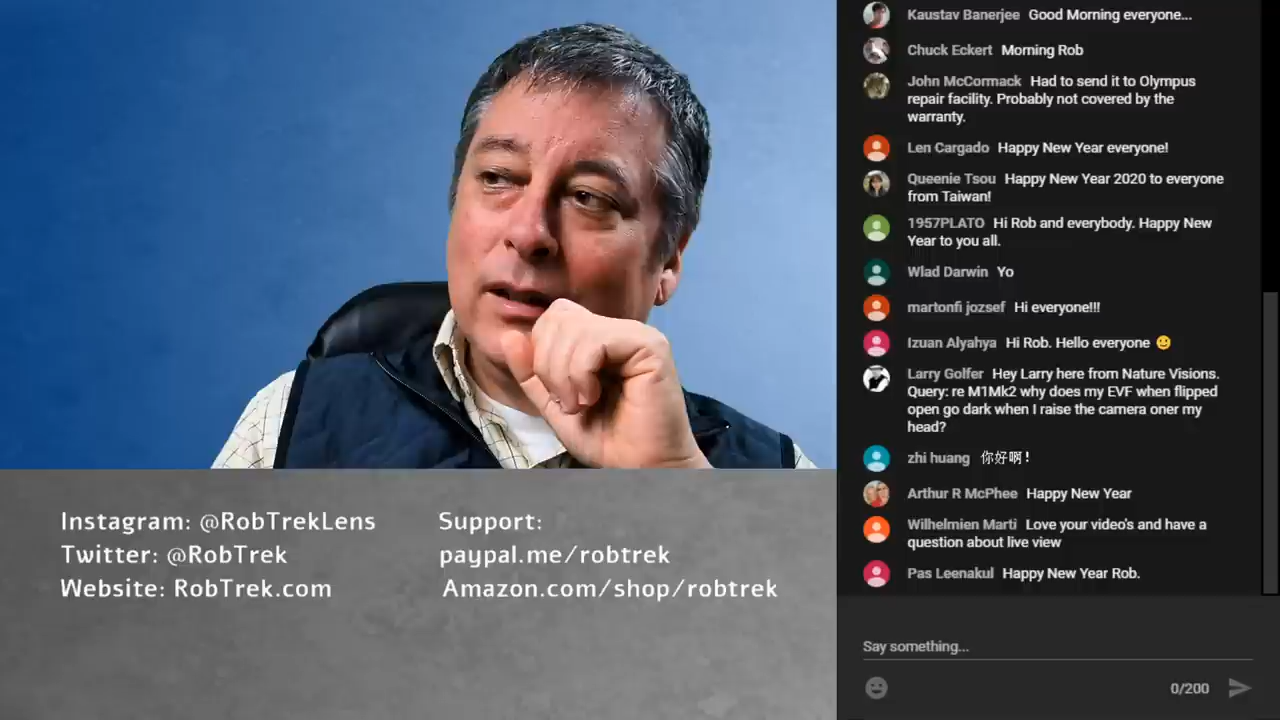 Instagram: @RobTrekLens
Twitter: @RobTrek
Website: RobTrek.com
Support:
paypal.me/robtrek
Amazon.com/shop/robtrek
Kaustav Banerjee Good Morning everyone...
Chuck Eckert Morning Rob
John McCormack Had to send it to Olympus
repair facility. Probably not covered by the
warranty.
Len Cargado Happy New Year everyone!
Queenie Tsou Happy New Year 2020 to everyone
from Taiwan!
1957PLATO Hi Rob and everybody. Happy New
Year to you all.
Wlad Darwin Yo
martonfi jozsef Hi everyone!!!
Izuan Alyahya Hi Rob. Hello everyone 🙂
Larry Golfer Hey Larry here from Nature Visions.
Query: re M1Mk2 why does my EVF when flipped
open go dark when I raise the camera oner my
head?
zhi huang 你好啊!
Arthur R McPhee Happy New Year
Wilhelmien Marti Love your video's and have a
question about live view
Pas Leenakul Happy New Year Rob.
Say something...
0/200